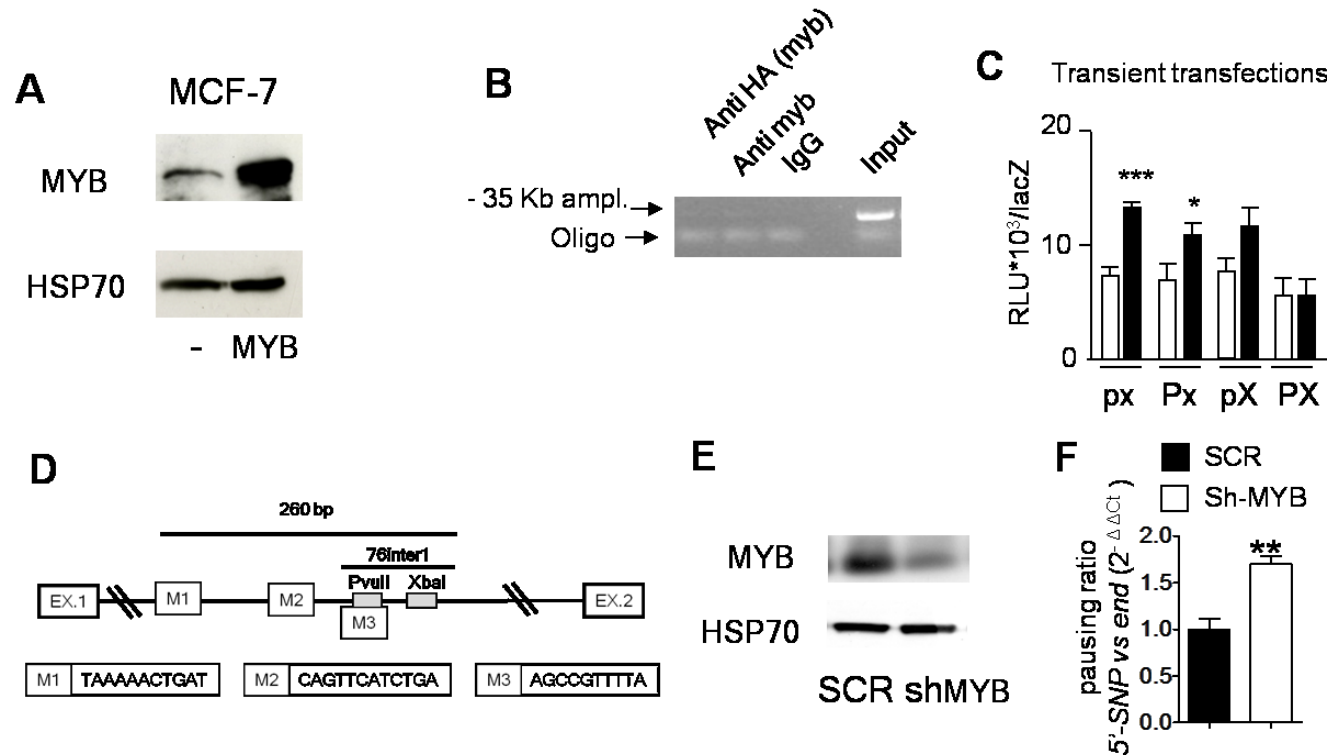 A
MCF-7
MYB
HSP70
- MYB
B
Anti HA (myb)
Anti myb
IgG
Input
- 35 Kb ampl.
Oligo
C Transient transfections
RLU*10³/lacZ
20
10
0
***
*
px Px pX PX
D
260 bp
76inter1
PvuII XbaI
EX.1 M1 M2 M3 EX.2
M1 TAAAAACTGAT M2 CAGTTCATCTGA M3 AGCCGTTTTA
E
MYB
HSP70
SCR shMYB
F
SCR
Sh-MYB
pausing ratio
5'-SNP vs end (2^-ΔΔCt)
2.0
1.5
1.0
0.5
0.0
**